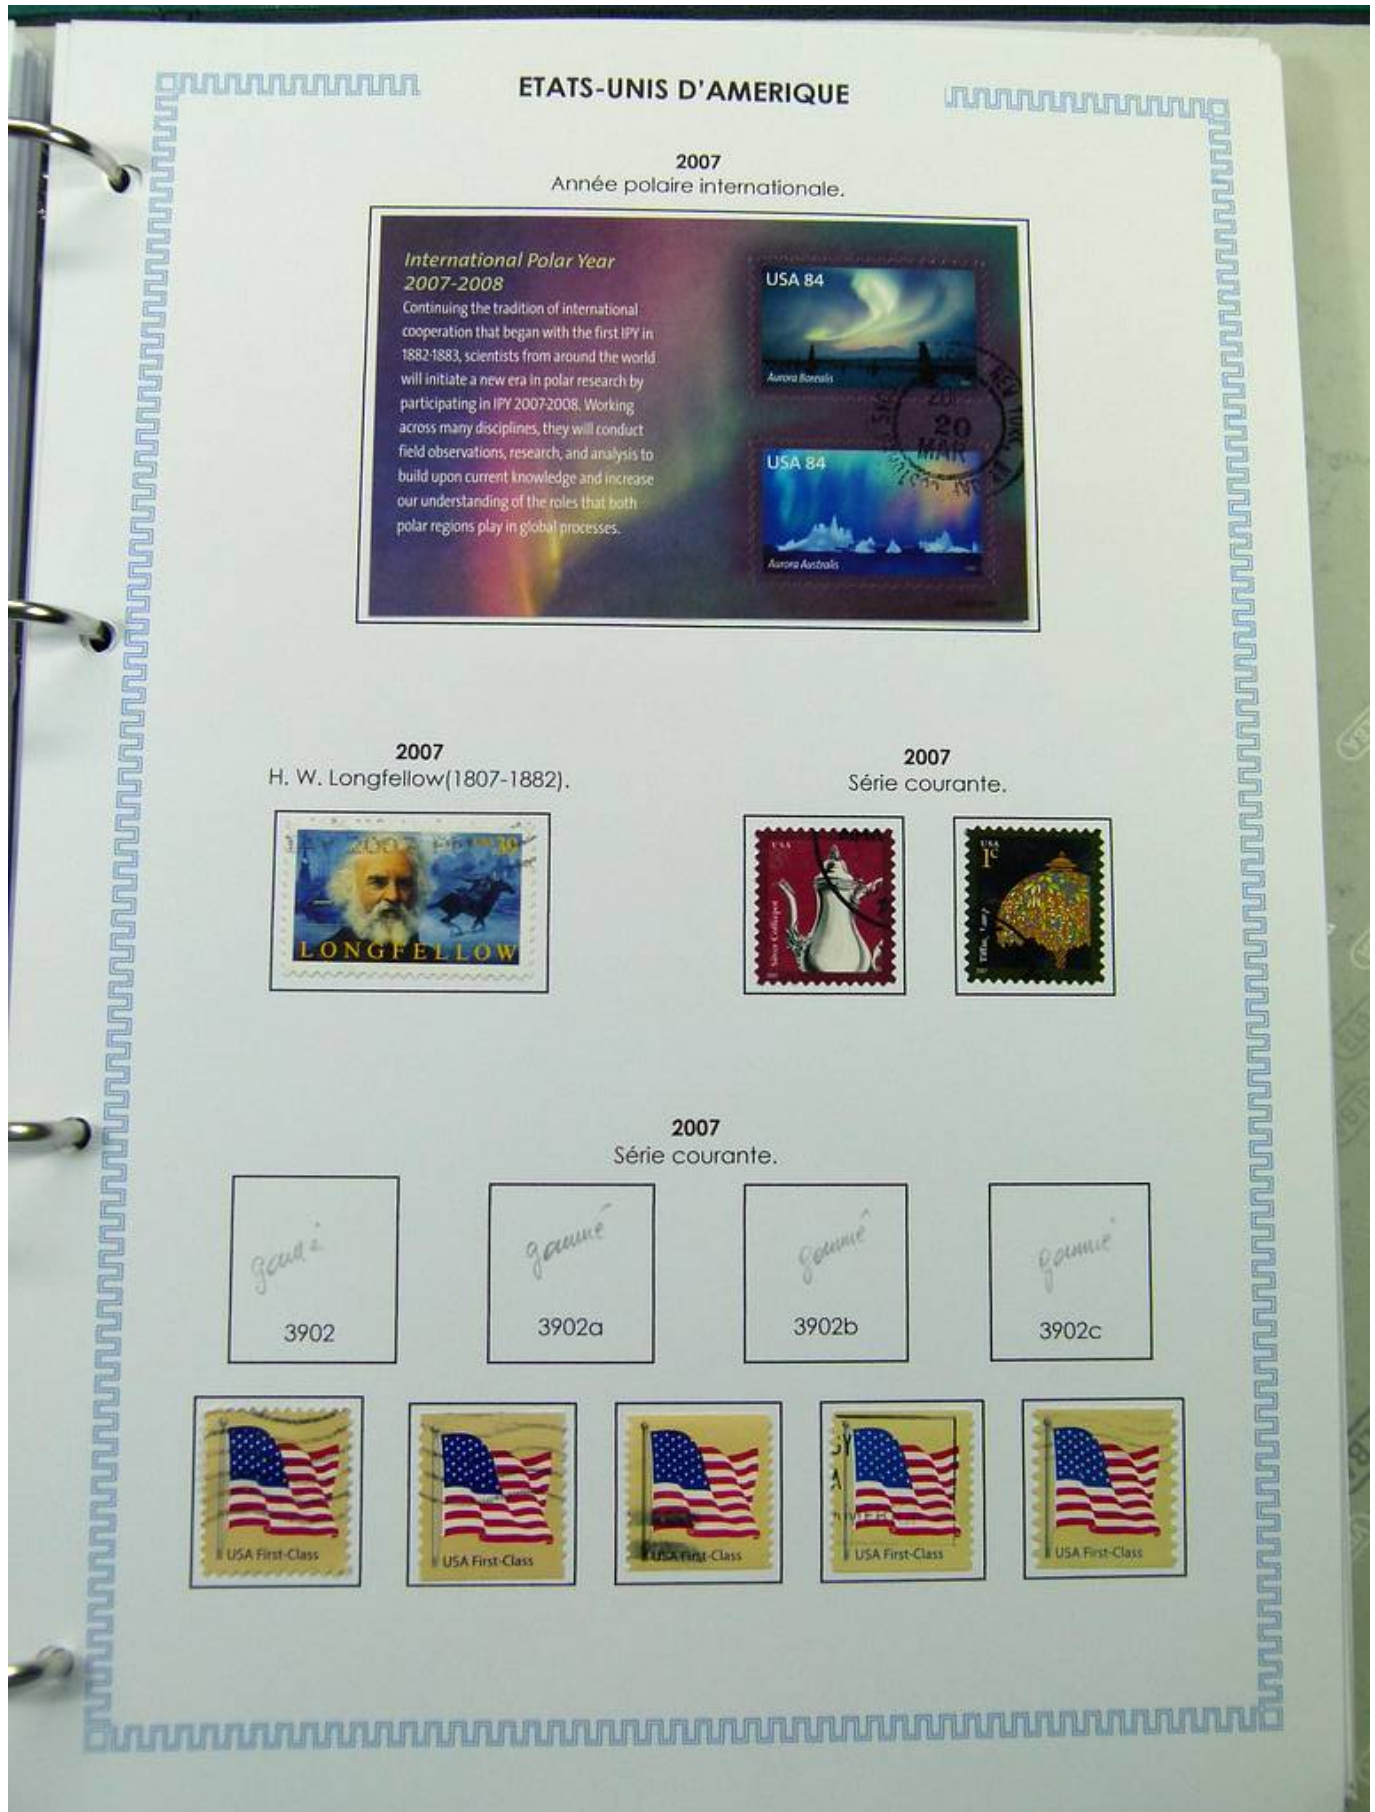 ETATS-UNIS D'AMERIQUE
2007
Année polaire internationale.
International Polar Year
2007-2008
Continuing the tradition of international
cooperation that began with the first IPY in
1882-1883, scientists from around the world
will initiate a new era in polar research by
participating in IPY 2007-2008. Working
across many disciplines, they will conduct
field observations, research, and analysis to
build upon current knowledge and increase
our understanding of the roles that both
polar regions play in global processes.
USA 84
Aurora Borealis
NEW YORK
20
MAR
USA 84
Aurora Australis
2007
H. W. Longfellow(1807-1882).
39
LONGFELLOW
2007
Série courante.
USA
Silver Coffeepot
USA
1c
2007
Série courante.
gommé
gommé
gommé
3902
3902a
3902b
3902c
USA First-Class
USA First-Class
USA First-Class
USA First-Class
USA First-Class